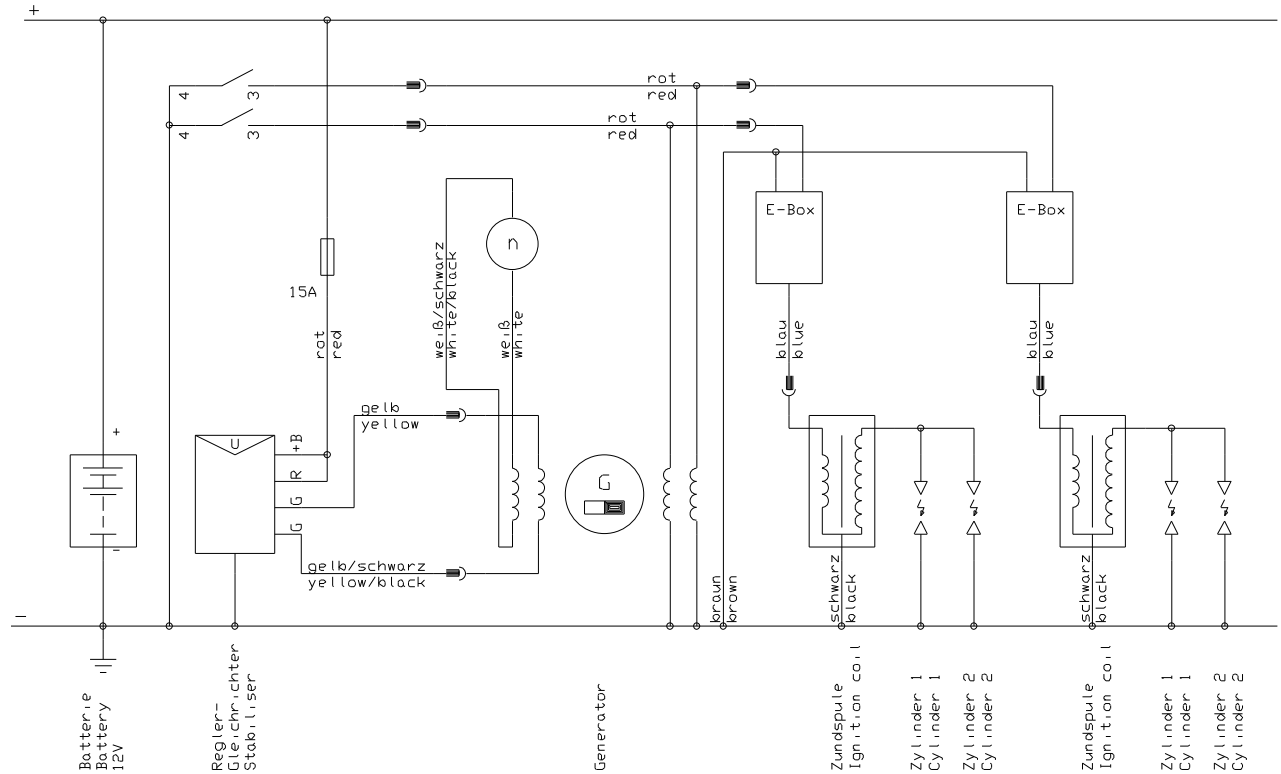 +
4
3
rot
red
4
3
rot
red
E-Box
E-Box
n
15A
rot
red
weiß/schwarz
white/black
weiß
white
blau
blue
blau
blue
gelb
yellow
U
+B
R
G
G
+
-
G
gelb/schwarz
yellow/black
braun
brown
schwarz
black
schwarz
black
-
Batterie
Battery
12V
Regler-
Gleichrichter
Stabiliser
Generator
Zundspule
Ignition coil
Zylinder 1
Cylinder 1
Zylinder 2
Cylinder 2
Zundspule
Ignition coil
Zylinder 1
Cylinder 1
Zylinder 2
Cylinder 2